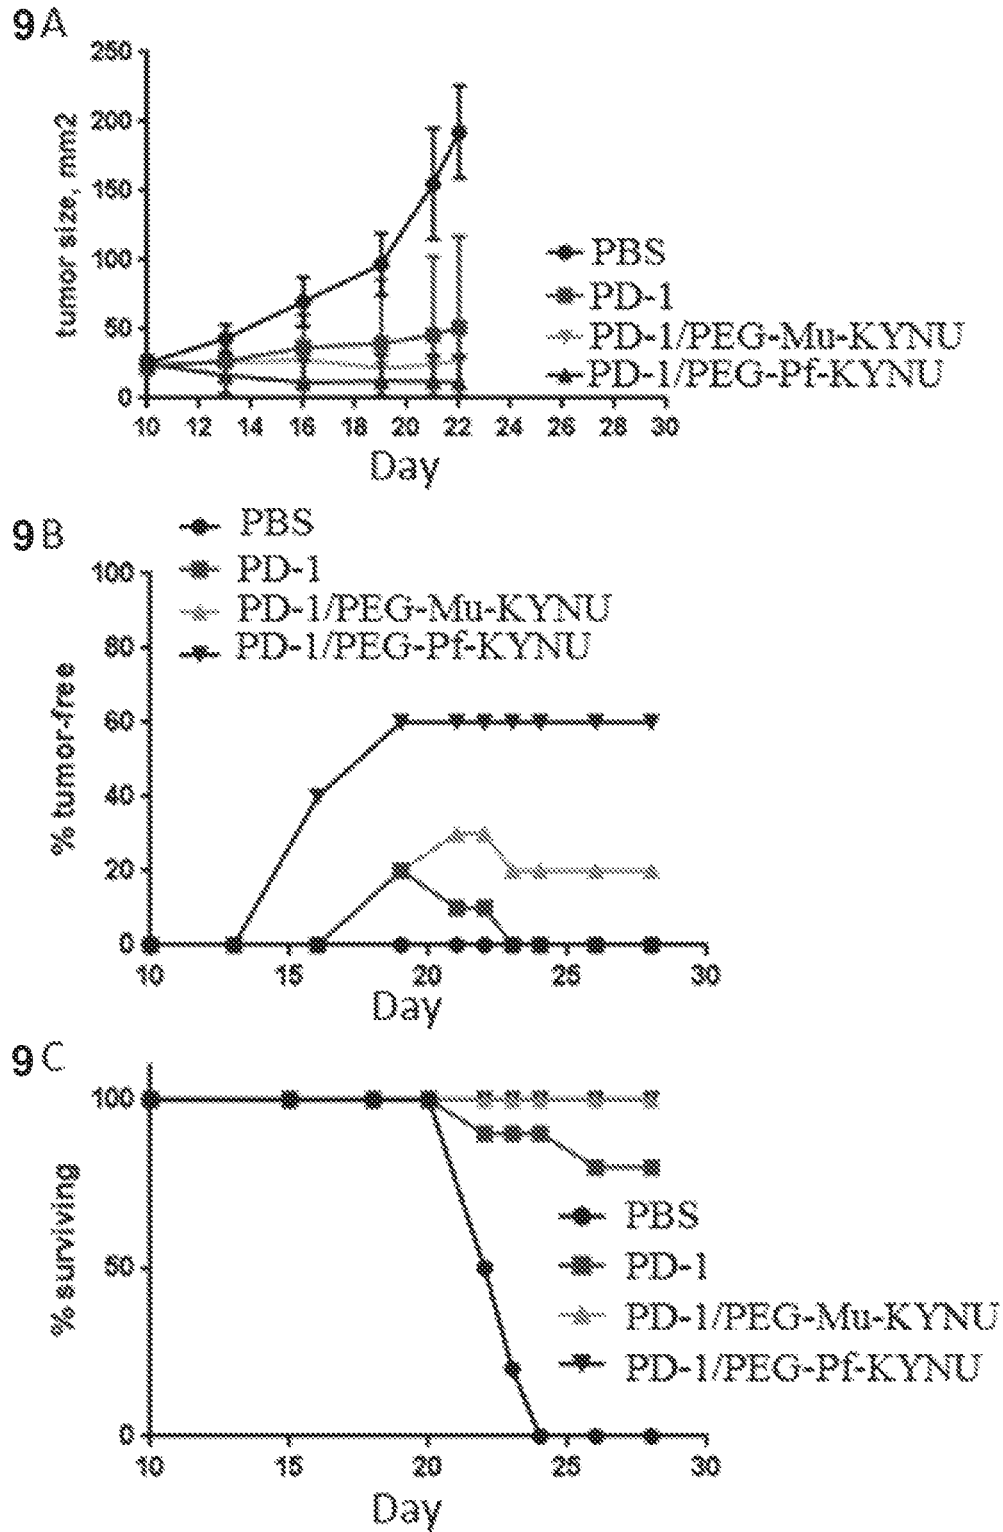 9A
250
200
150
100
50
0
tumor size, mm2
10 12 14 16 18 20 22 24 26 28 30
Day
PBS
PD-1
PD-1/PEG-Mu-KYNU
PD-1/PEG-Pf-KYNU
9B
PBS
PD-1
PD-1/PEG-Mu-KYNU
PD-1/PEG-Pf-KYNU
100
80
60
40
20
0
% tumor-free
10 15 20 25 30
Day
9C
100
50
0
% surviving
PBS
PD-1
PD-1/PEG-Mu-KYNU
PD-1/PEG-Pf-KYNU
10 15 20 25 30
Day